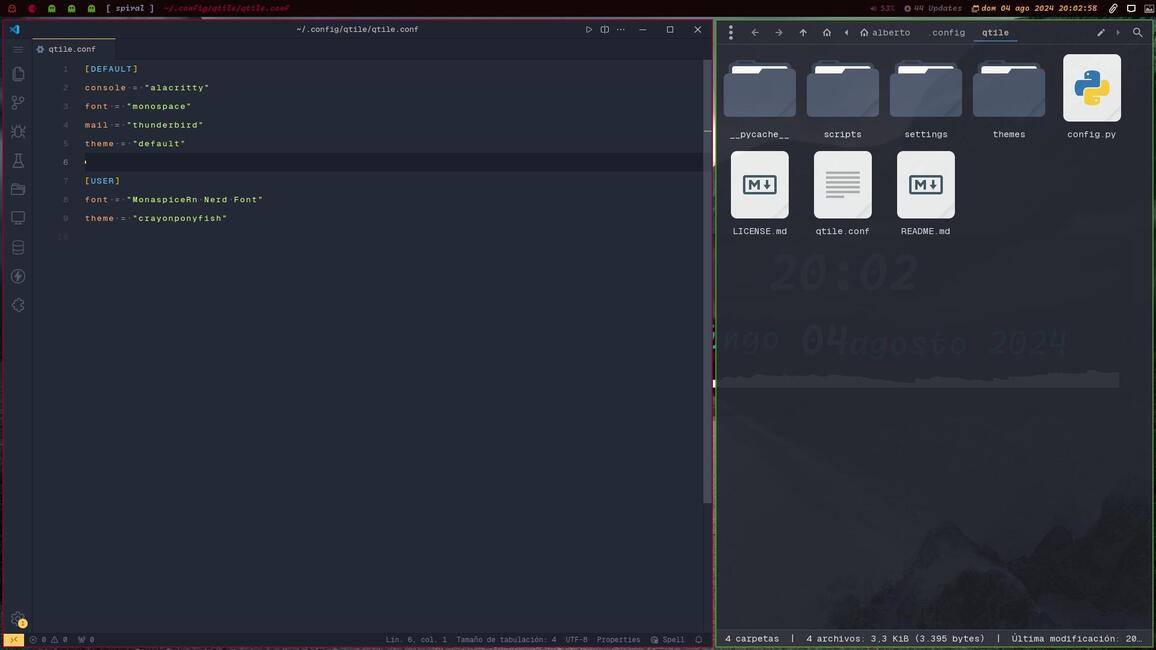 [ spiral ] ~/.config/qtile/qtile.conf 53% 44 Updates dom 04 ago 2024 20:02:58
~/.config/qtile/qtile.conf
qtile.conf
1 [DEFAULT]
2 console = "alacritty"
3 font = "monospace"
4 mail = "thunderbird"
5 theme = "default"
6
7 [USER]
8 font = "MonaspiceRn Nerd Font"
9 theme = "crayonponyfish"
10
1
0 0 0 Lín. 6, col. 1 Tamaño de tabulación: 4 UTF-8 Properties Spell
alberto .config qtile
__pycache__ scripts settings themes config.py
LICENSE.md qtile.conf README.md
20:02
ngo 04 agosto 2024
4 carpetas | 4 archivos: 3,3 KiB (3.395 bytes) | Última modificación: 20…